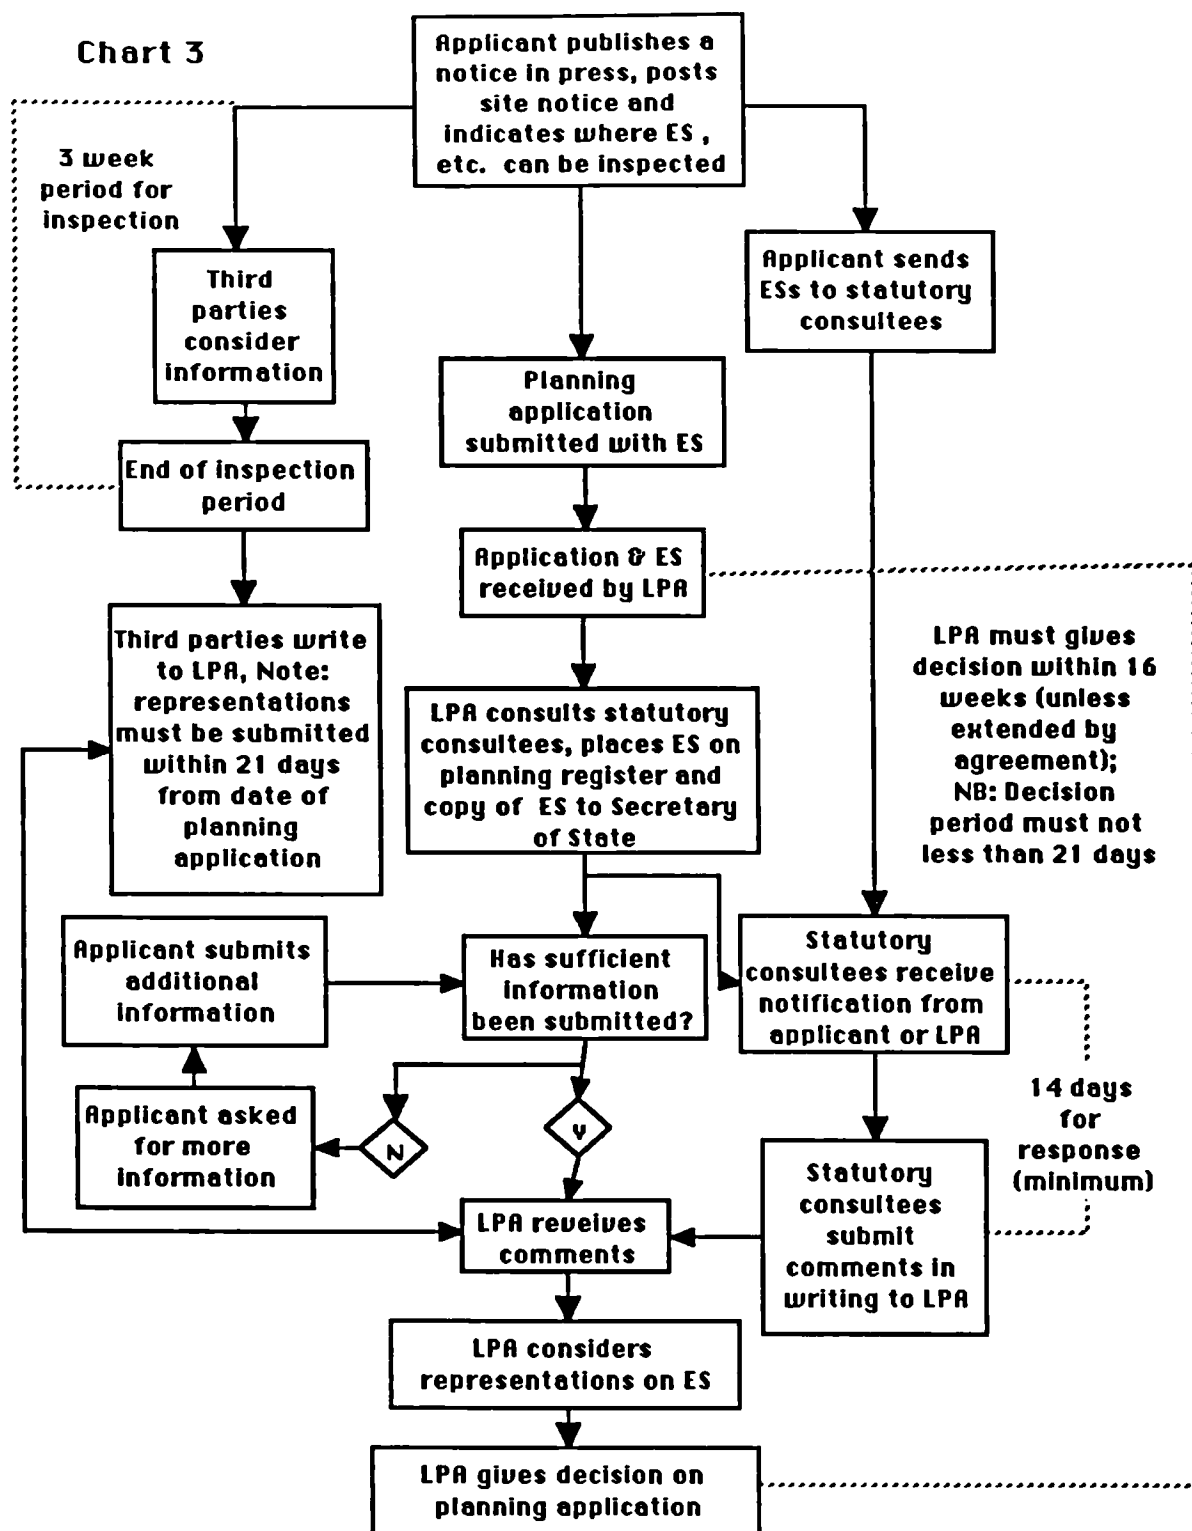 Chart 3
Applicant publishes a
notice in press, posts
site notice and
indicates where ES ,
etc. can be inspected
3 week
period for
inspection
Third
parties
consider
information
Applicant sends
ESs to statutory
consultees
Planning
application
submitted with ES
End of inspection
period
Application & ES
received by LPA
Third parties write
to LPA, Note:
representations
must be submitted
within 21 days
from date of
planning
application
LPA consults statutory
consultees, places ES on
planning register and
copy of ES to Secretary
of State
LPA must gives
decision within 16
weeks (unless
extended by
agreement);
NB: Decision
period must not
less than 21 days
Applicant submits
additional
information
Has sufficient
information
been submitted?
Statutory
consultees receive
notification from
applicant or LPA
Applicant asked
for more
information
N
Y
14 days
for
response
(minimum)
LPA reveives
comments
Statutory
consultees
submit
comments in
writing to LPA
LPA considers
representations on ES
LPA gives decision on
planning application